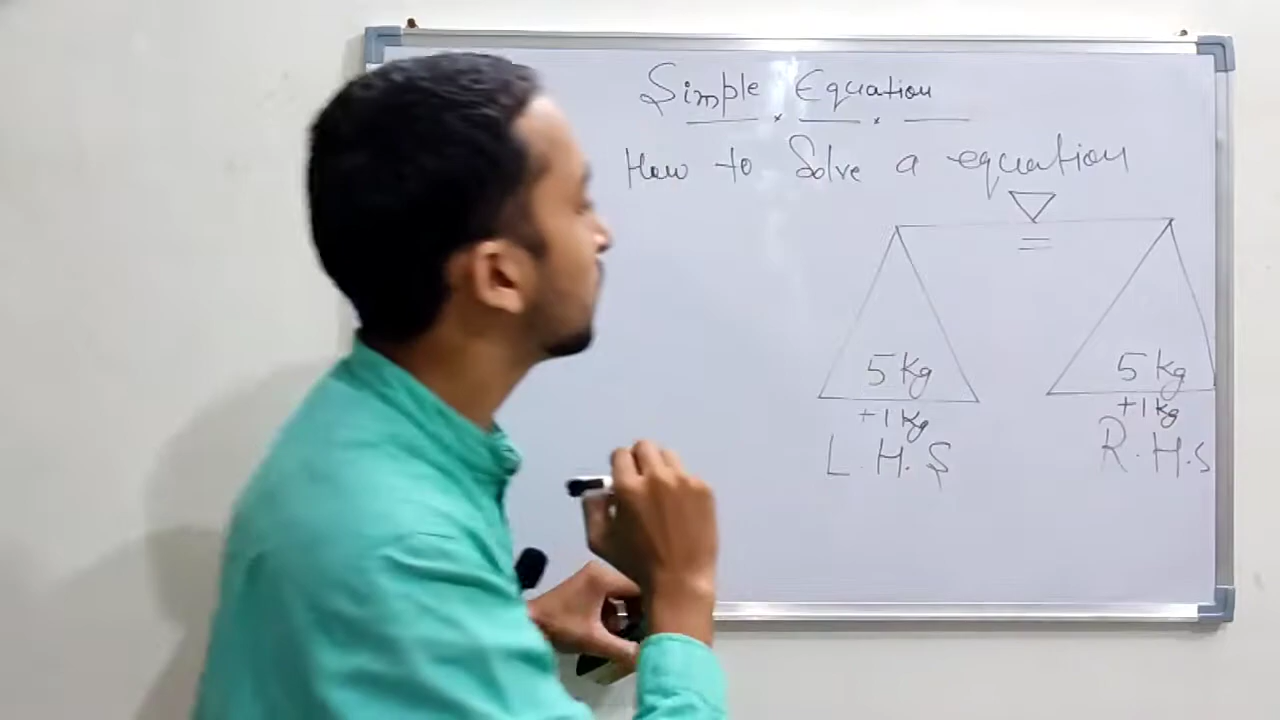 Simple Equation
How to Solve a equation
=
5 kg 5 kg
+1 kg +1 kg
L.H.S R.H.S